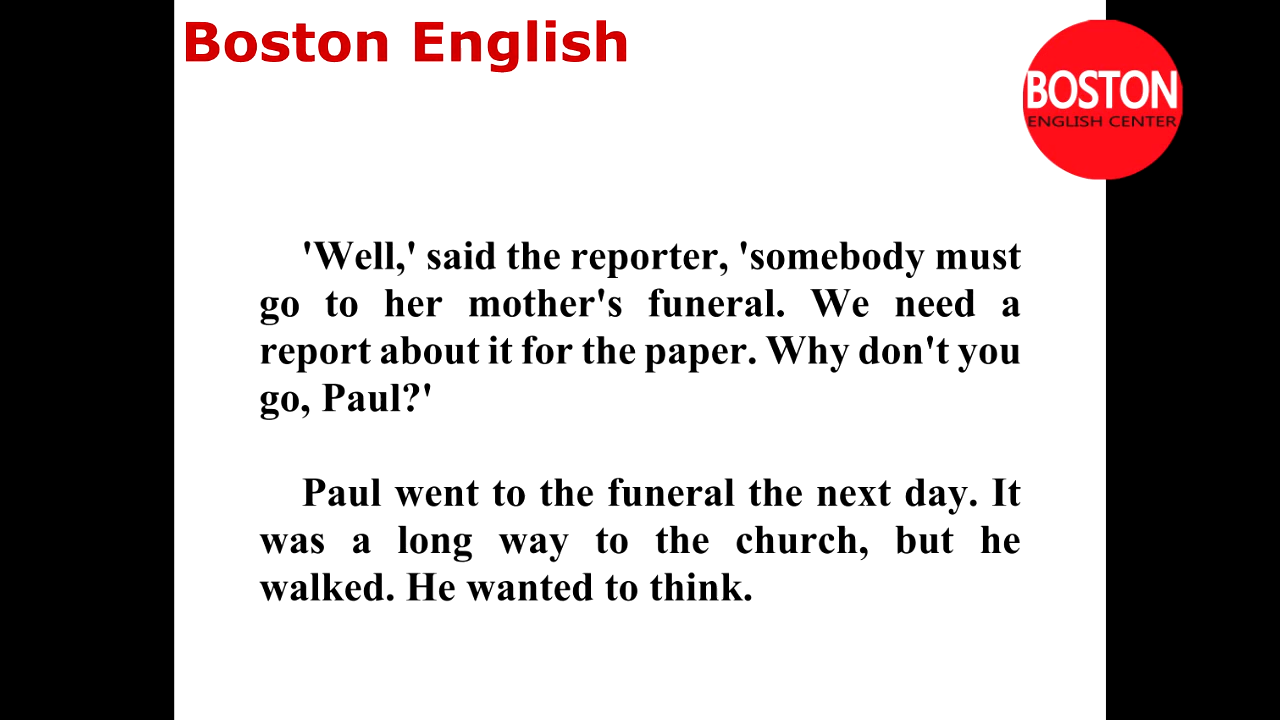 Boston English
BOSTON
ENGLISH CENTER
'Well,' said the reporter, 'somebody must
go to her mother's funeral. We need a
report about it for the paper. Why don't you
go, Paul?'
Paul went to the funeral the next day. It
was a long way to the church, but he
walked. He wanted to think.